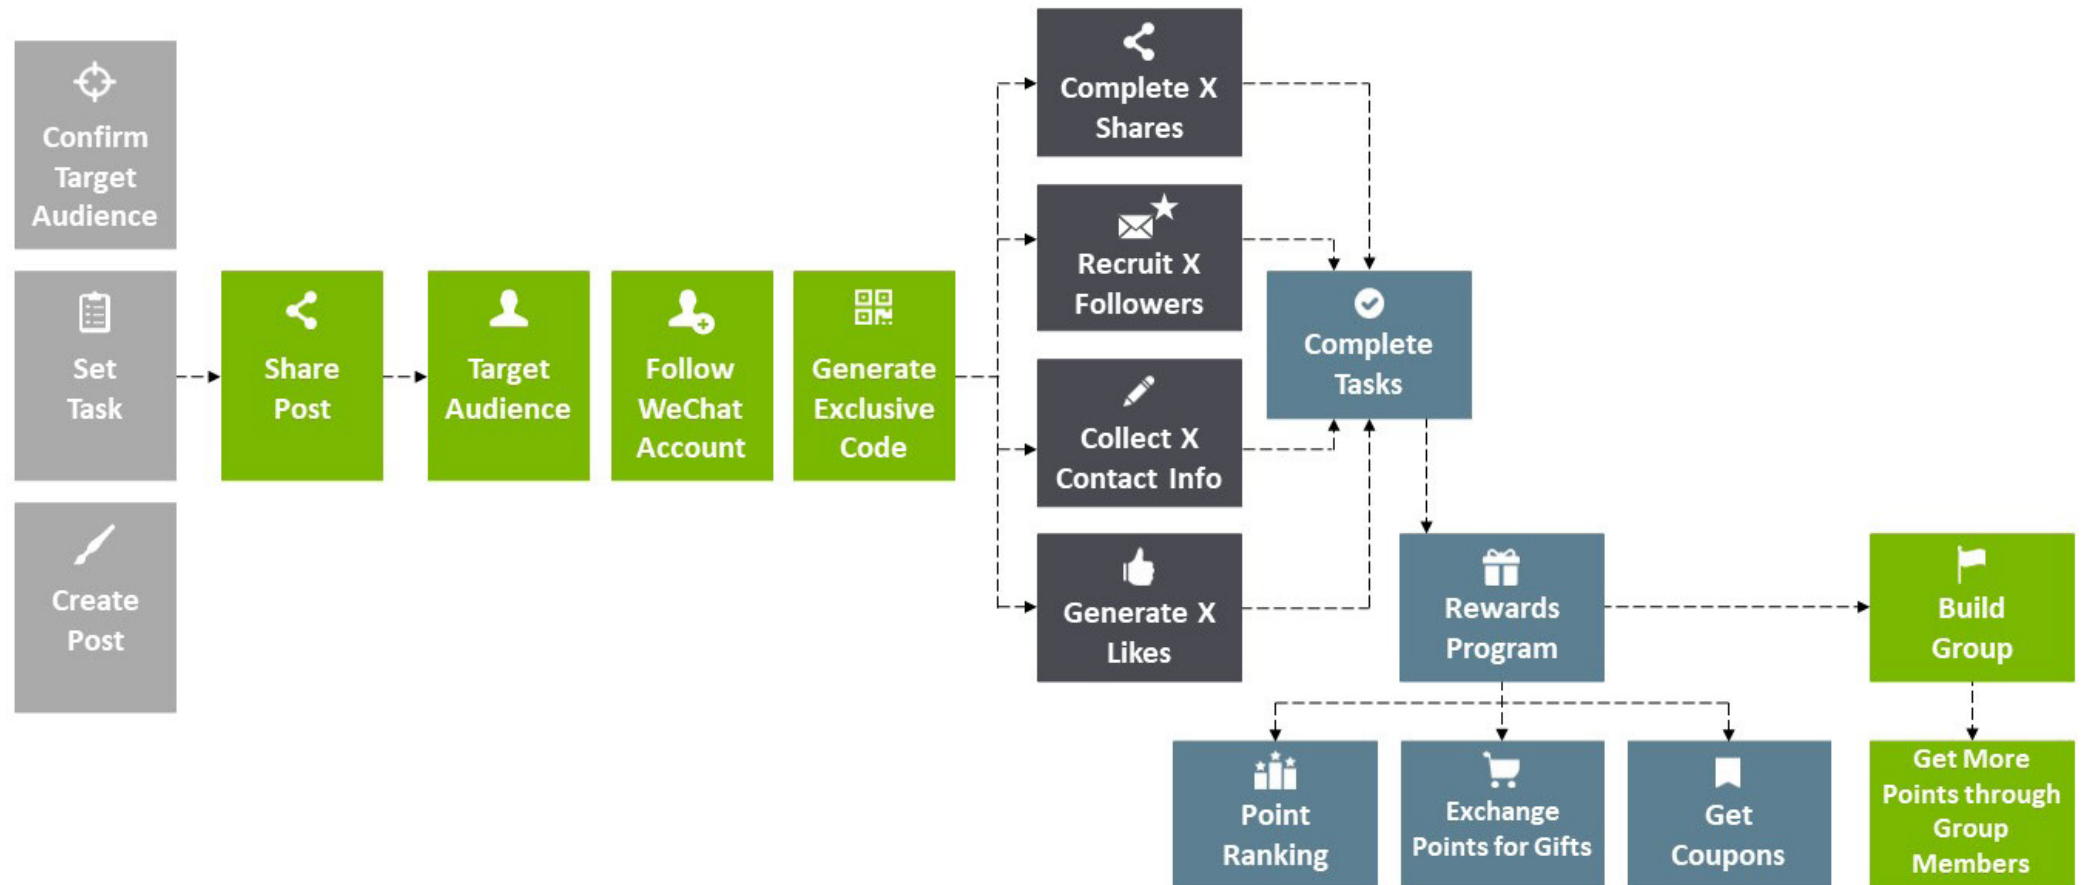 Confirm
Target
Audience
Set
Task
Create
Post
Share
Post
Target
Audience
Follow
WeChat
Account
Generate
Exclusive
Code
Complete X
Shares
Recruit X
Followers
Collect X
Contact Info
Generate X
Likes
Complete
Tasks
Rewards
Program
Point
Ranking
Exchange
Points for Gifts
Get
Coupons
Build
Group
Get More
Points through
Group
Members